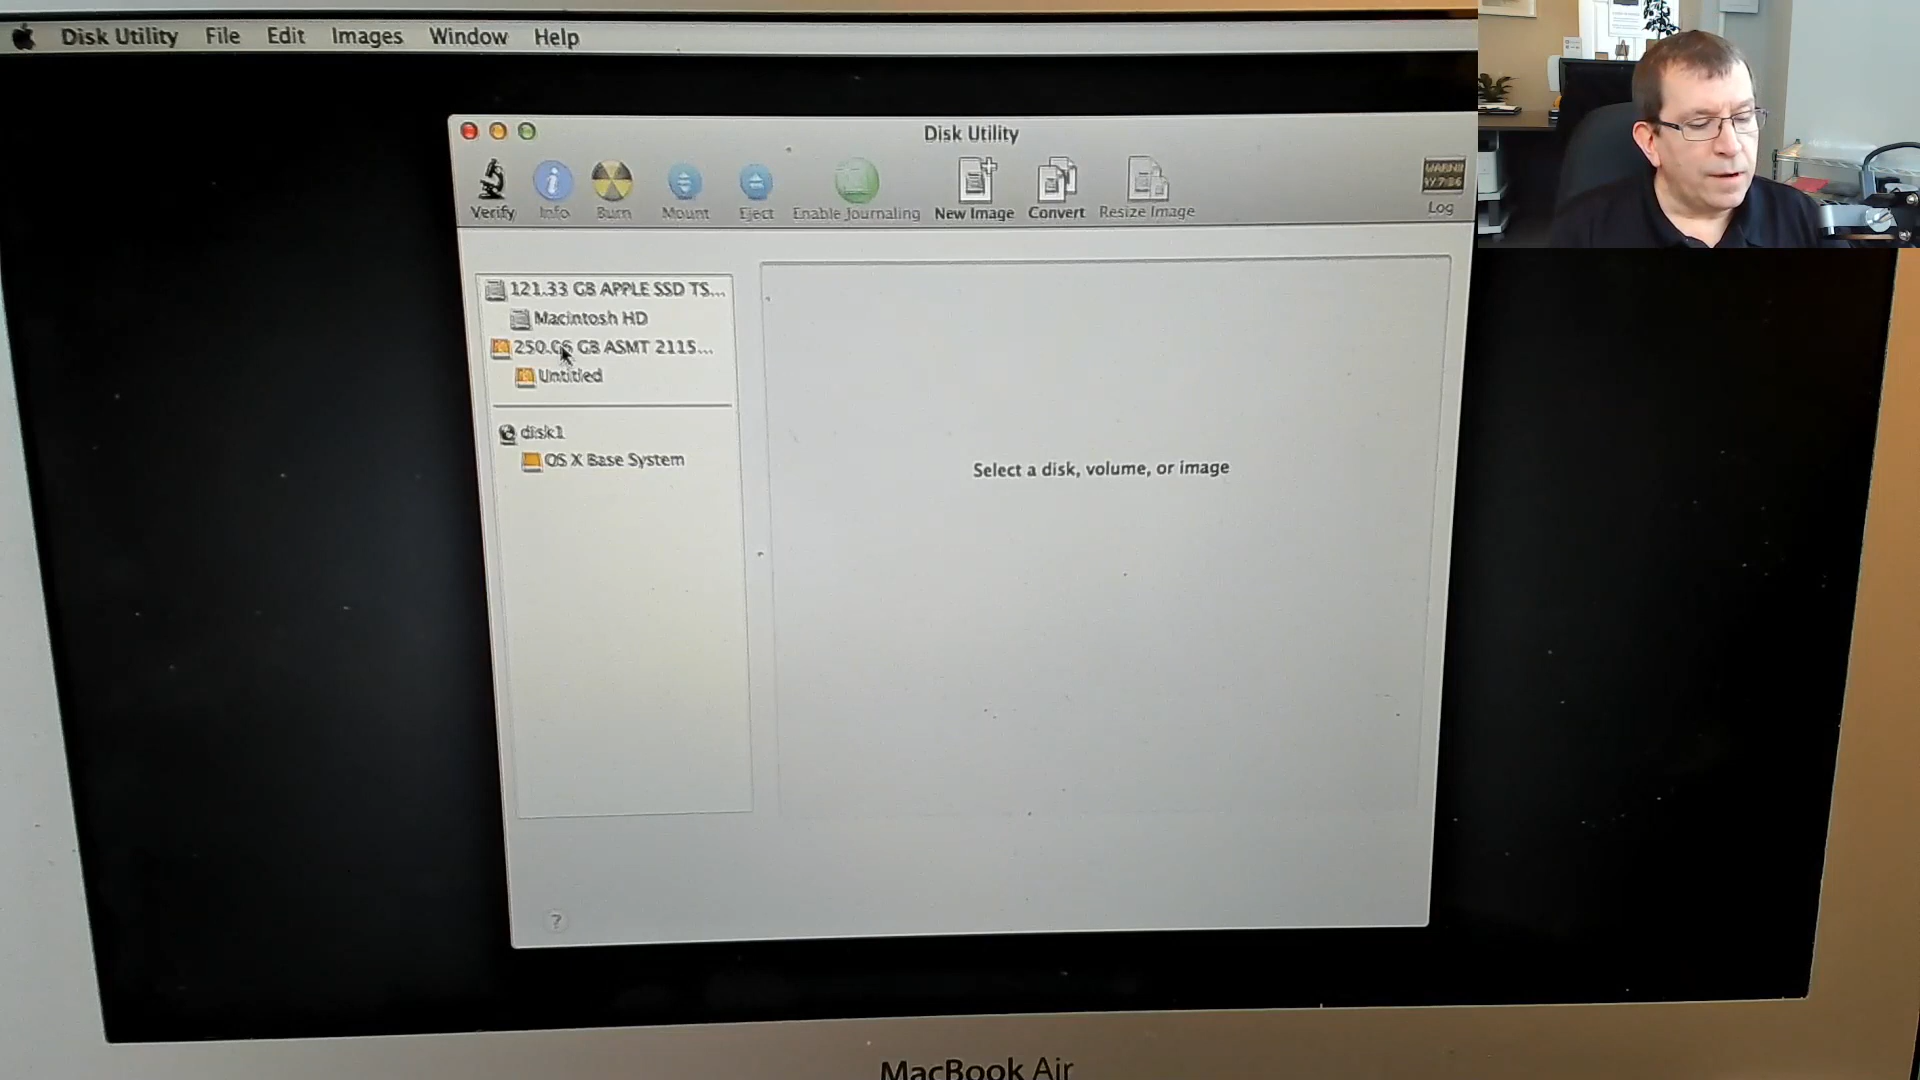 Disk Utility File Edit Images Window Help
Disk Utility
Verify Info Burn Mount Eject Enable Journaling New Image Convert Resize Image Log
121.33 GB APPLE SSD TS...
Macintosh HD
250.06 GB ASMT 2115...
Untitled
disk1
OS X Base System
Select a disk, volume, or image
?
MacBook Air